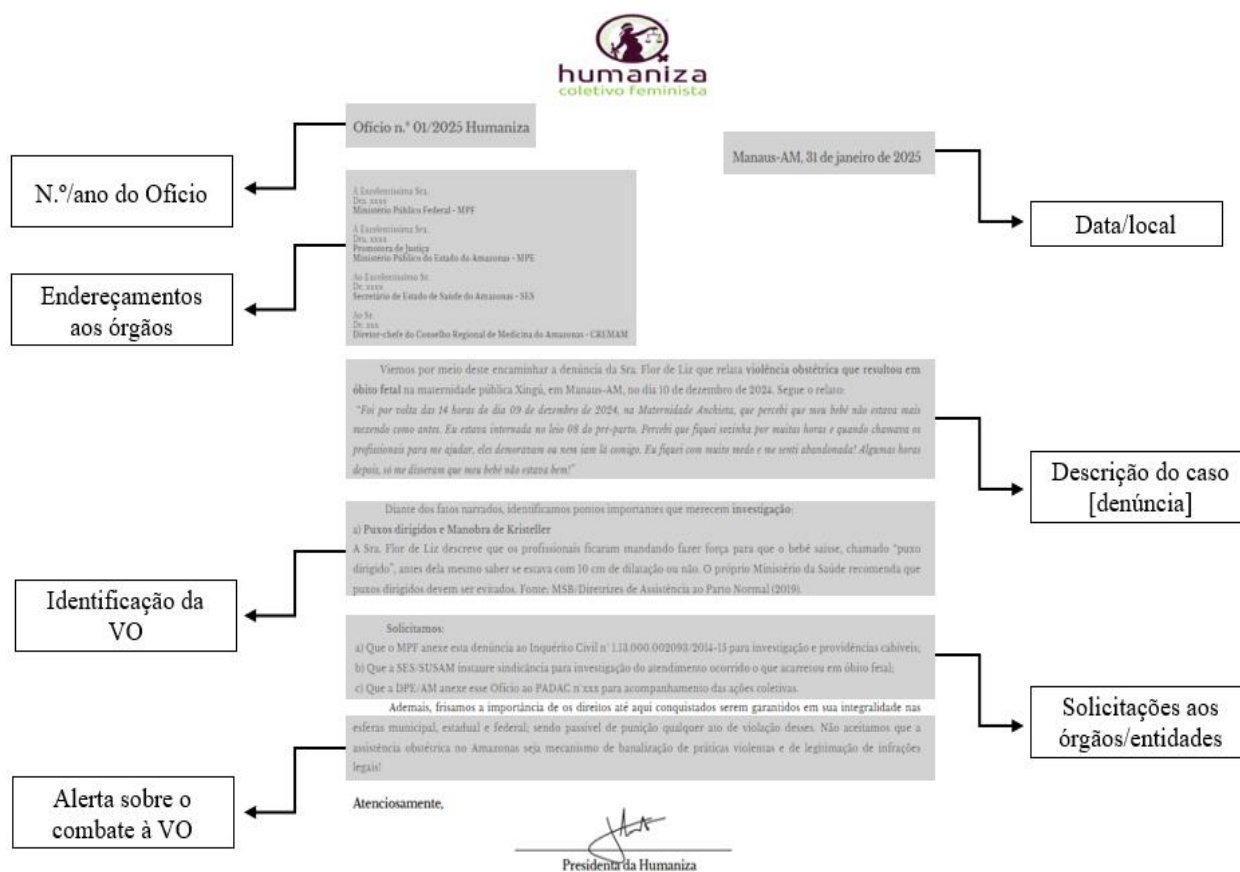 humaniza
coletivo feminista
Ofício n.º 01/2025 Humaniza
Manaus-AM, 31 de janeiro de 2025
N.º/ano do Ofício
Data/local
À Excelentíssima Sra.
Dra. xxxx
Ministério Público Federal - MPF
À Excelentíssima Sra.
Dra. xxxx
Promotora de Justiça
Ministério Público do Estado do Amazonas - MPE
Ao Excelentíssimo Sr.
Dr. xxxx
Secretário de Estado de Saúde do Amazonas - SES
Ao Sr.
Dr. xxx
Diretor-chefe do Conselho Regional de Medicina do Amazonas - CREMAM
Endereçamentos
aos órgãos
Viemos por meio deste encaminhar a denúncia da Sra. Flor de Liz que relata violência obstétrica que resultou em
óbito fetal na maternidade pública Xingú, em Manaus-AM, no dia 10 de dezembro de 2024. Segue o relato:
"Foi por volta das 14 horas do dia 09 de dezembro de 2024, na Maternidade Anchieta, que percebi que meu bebê não estava mais
mexendo como antes. Eu estava internada no leio 08 do pré-parto. Percebi que fiquei sozinha por muitas horas e quando chamava os
profissionais para me ajudar, eles demoravam ou nem iam lá comigo. Eu fiquei com muito medo e me senti abandonada! Algumas horas
depois, só me disseram que meu bebê não estava bem!"
Descrição do caso
[denúncia]
Diante dos fatos narrados, identificamos pontos importantes que merecem investigação:
a) Puxos dirigidos e Manobra de Kristeller
A Sra. Flor de Liz descreve que os profissionais ficaram mandando fazer força para que o bebê saísse, chamado "puxo
dirigido", antes dela mesmo saber se estava com 10 cm de dilatação ou não. O próprio Ministério da Saúde recomenda que
puxos dirigidos devem ser evitados. Fonte: MSB/Diretrizes de Assistência ao Parto Normal (2019).
Identificação da
VO
Solicitamos:
a) Que o MPF anexe esta denúncia ao Inquérito Civil n° 1.13.000.002093/2014-15 para investigação e providências cabíveis;
b) Que a SES/SUSAM instaure sindicância para investigação do atendimento ocorrido o que acarretou em óbito fetal;
c) Que a DPE/AM anexe esse Ofício ao PADAC n°xxx para acompanhamento das ações coletivas.
Solicitações aos
órgãos/entidades
Ademais, frisamos a importância de os direitos até aqui conquistados serem garantidos em sua integralidade nas
esferas municipal, estadual e federal; sendo passível de punição qualquer ato de violação desses. Não aceitamos que a
assistência obstétrica no Amazonas seja mecanismo de banalização de práticas violentas e de legitimação de infrações
legais!
Alerta sobre o
combate à VO
Atenciosamente,
Presidenta da Humaniza